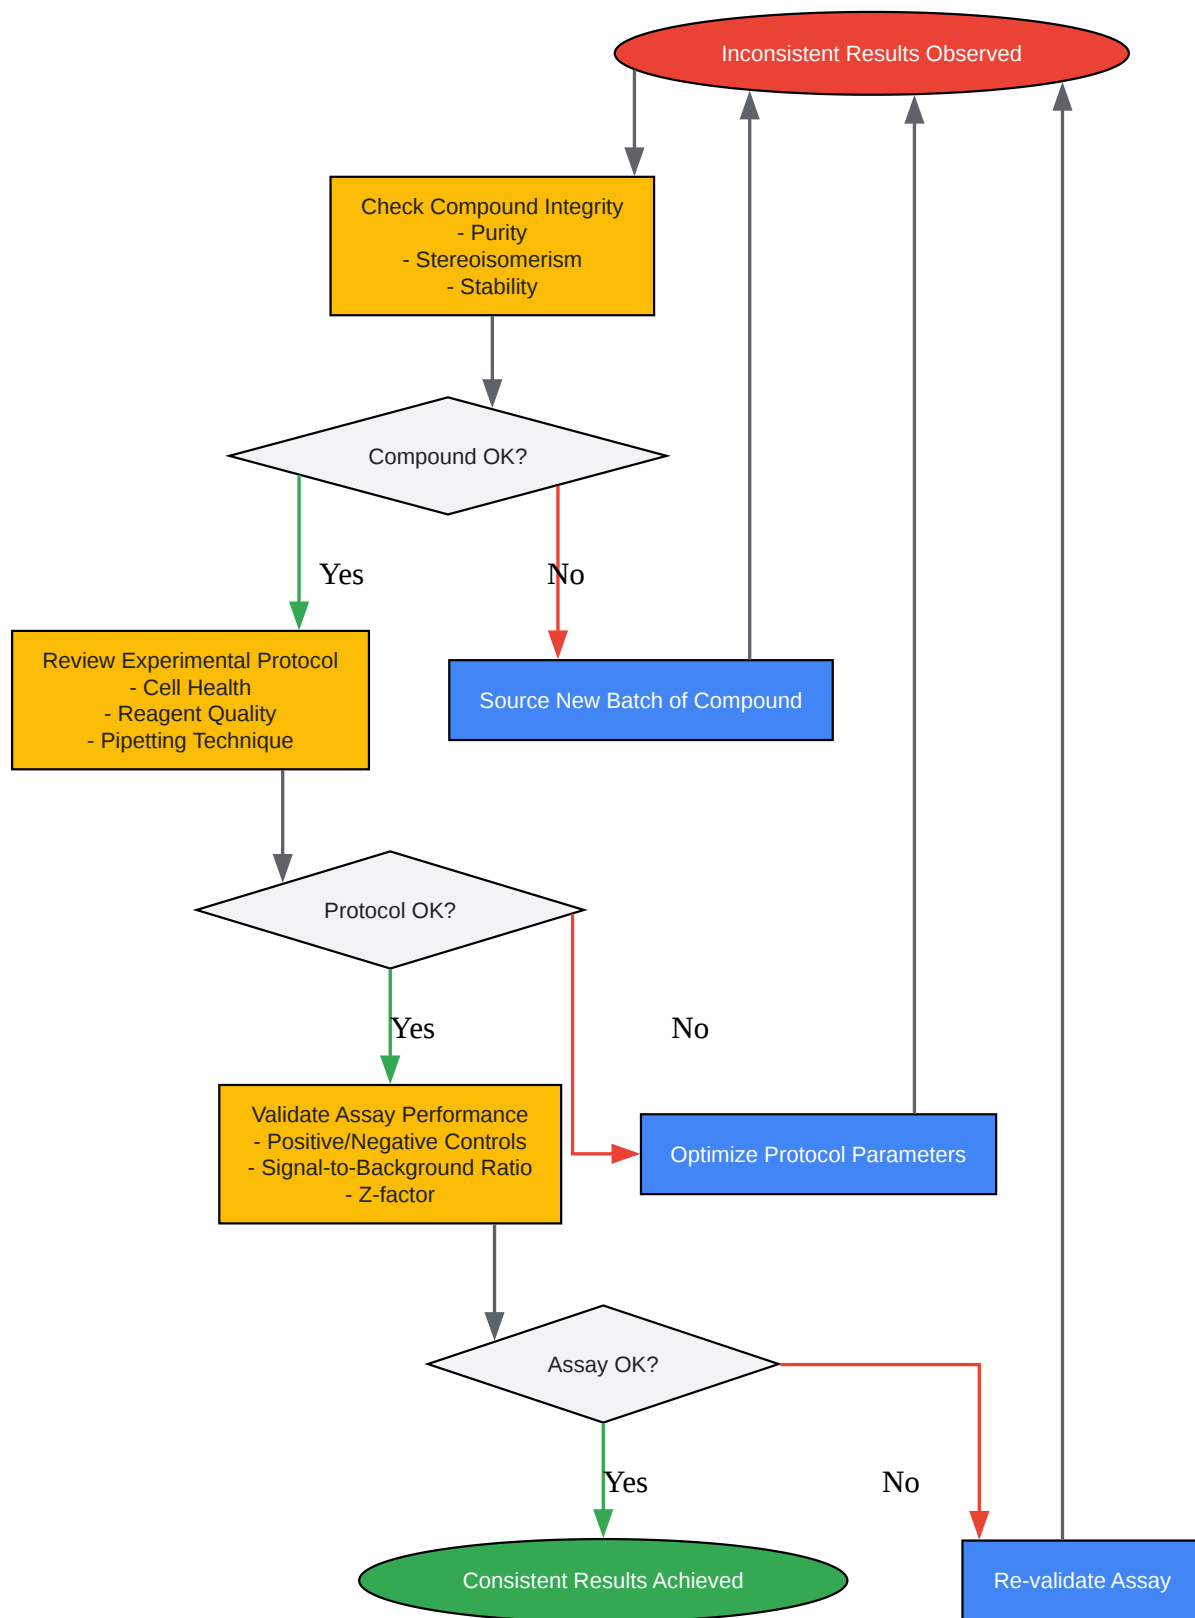 Inconsistent Results Observed
Check Compound Integrity
- Purity
- Stereoisomerism
- Stability
Compound OK?
Yes
No
Review Experimental Protocol
- Cell Health
- Reagent Quality
- Pipetting Technique
Source New Batch of Compound
Protocol OK?
Yes
No
Validate Assay Performance
- Positive/Negative Controls
- Signal-to-Background Ratio
- Z-factor
Optimize Protocol Parameters
Assay OK?
Yes
No
Consistent Results Achieved
Re-validate Assay